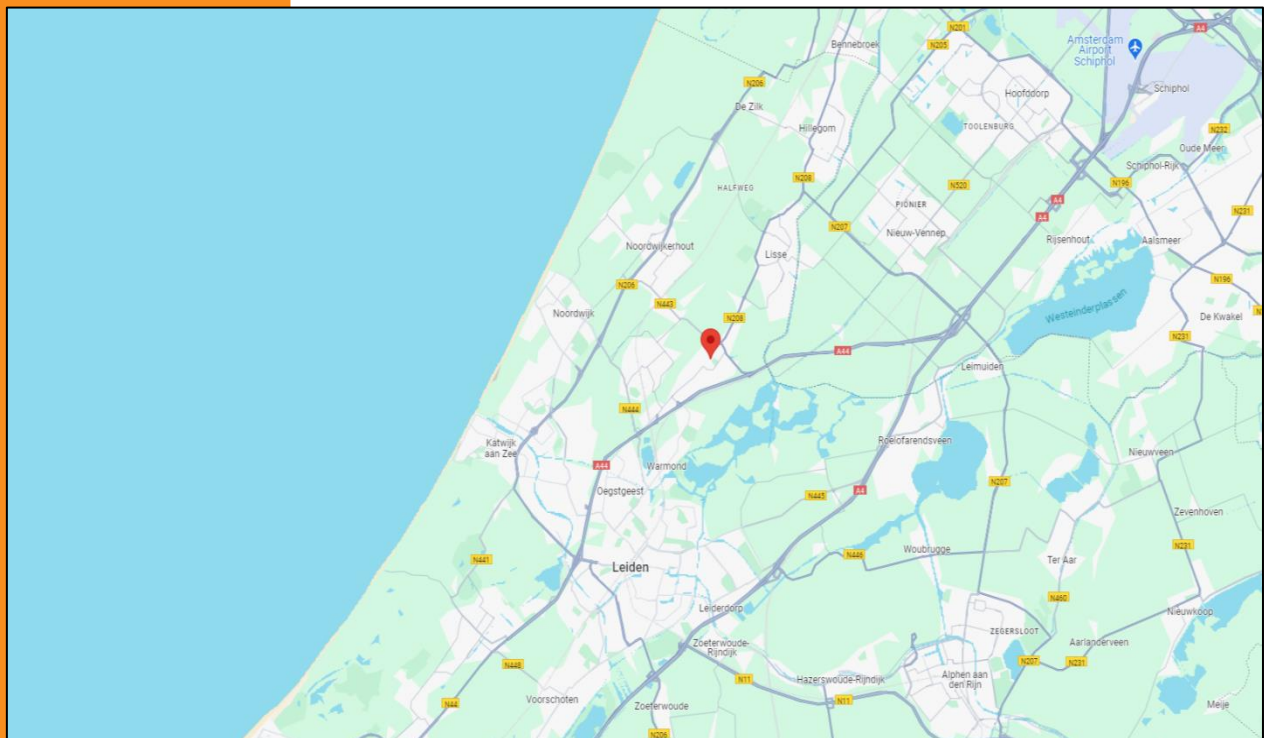 N201
A4
Amsterdam
Airport
Schiphol
Bennebroek
N205
N206
Hoofddorp
Schiphol
De Zilk
Hillegom
TOOLENBURG
N232
Oude Meer
Schiphol-Rijk
N208
HALFWEG
N520
N196
PIONIER
A4
N231
N207
A4
Nieuw-Vennep
Rijsenhout
Aalsmeer
Noordwijkerhout
Lisse
N206
N196
N443
Westeinderplassen
Noordwijk
N208
De Kwakel
N231
A44
Leimuiden
N444
Katwijk
aan Zee
Roelofarendsveen
Nieuwveen
A44
Warmond
N207
Oegstgeest
A4
N445
Zevenhoven
N231
Woubrugge
N446
N441
Ter Aar
Leiden
N460
Leiderdorp
Nieuwkoop
ZEGERSLOOT
Zoeterwoude-
Rijndijk
Aarlanderveen
N207
N231
N448
N11
Hazerswoude-Rijndijk
Alphen aan
den Rijn
Voorschoten
N44
Zoeterwoude
N11
Meije
N206